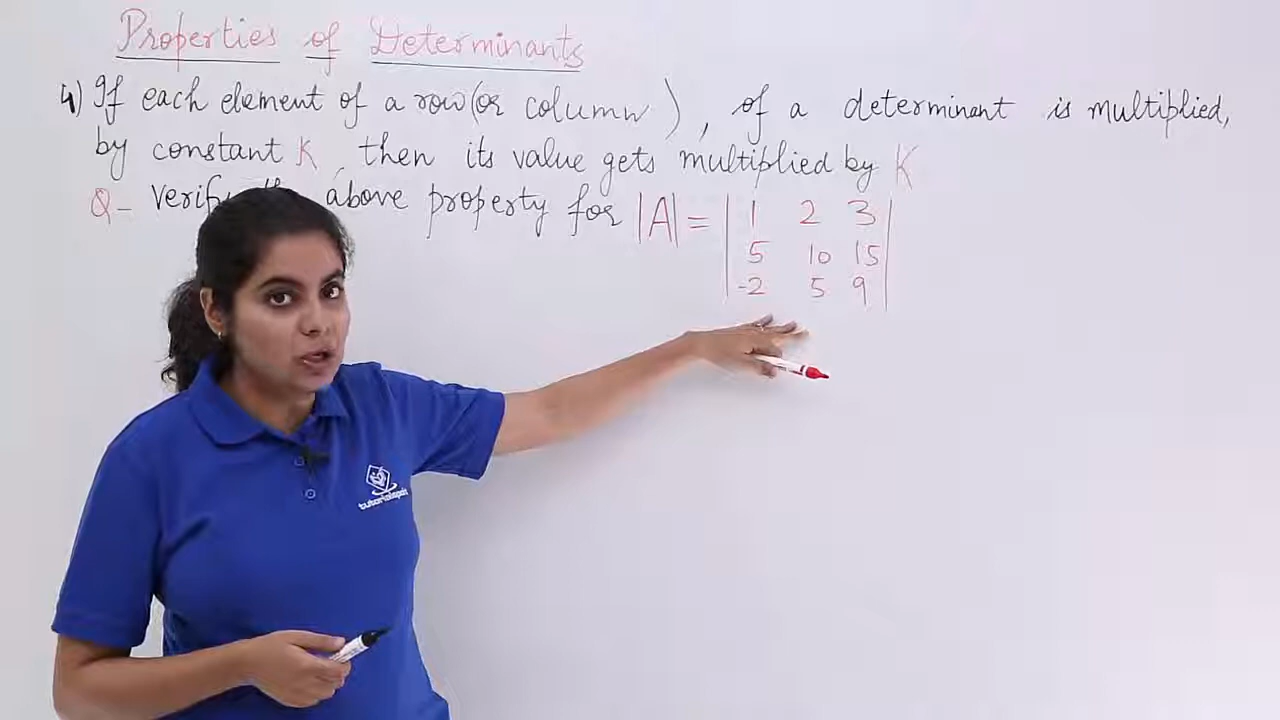 Properties of Determinants
4) If each element of a row (or column), of a determinant is multiplied,
by constant K, then its value gets multiplied by K
Q- Verify above property for |A| = | 1 2 3 |
| 5 10 15 |
| -2 5 9 |
tutorialspoint